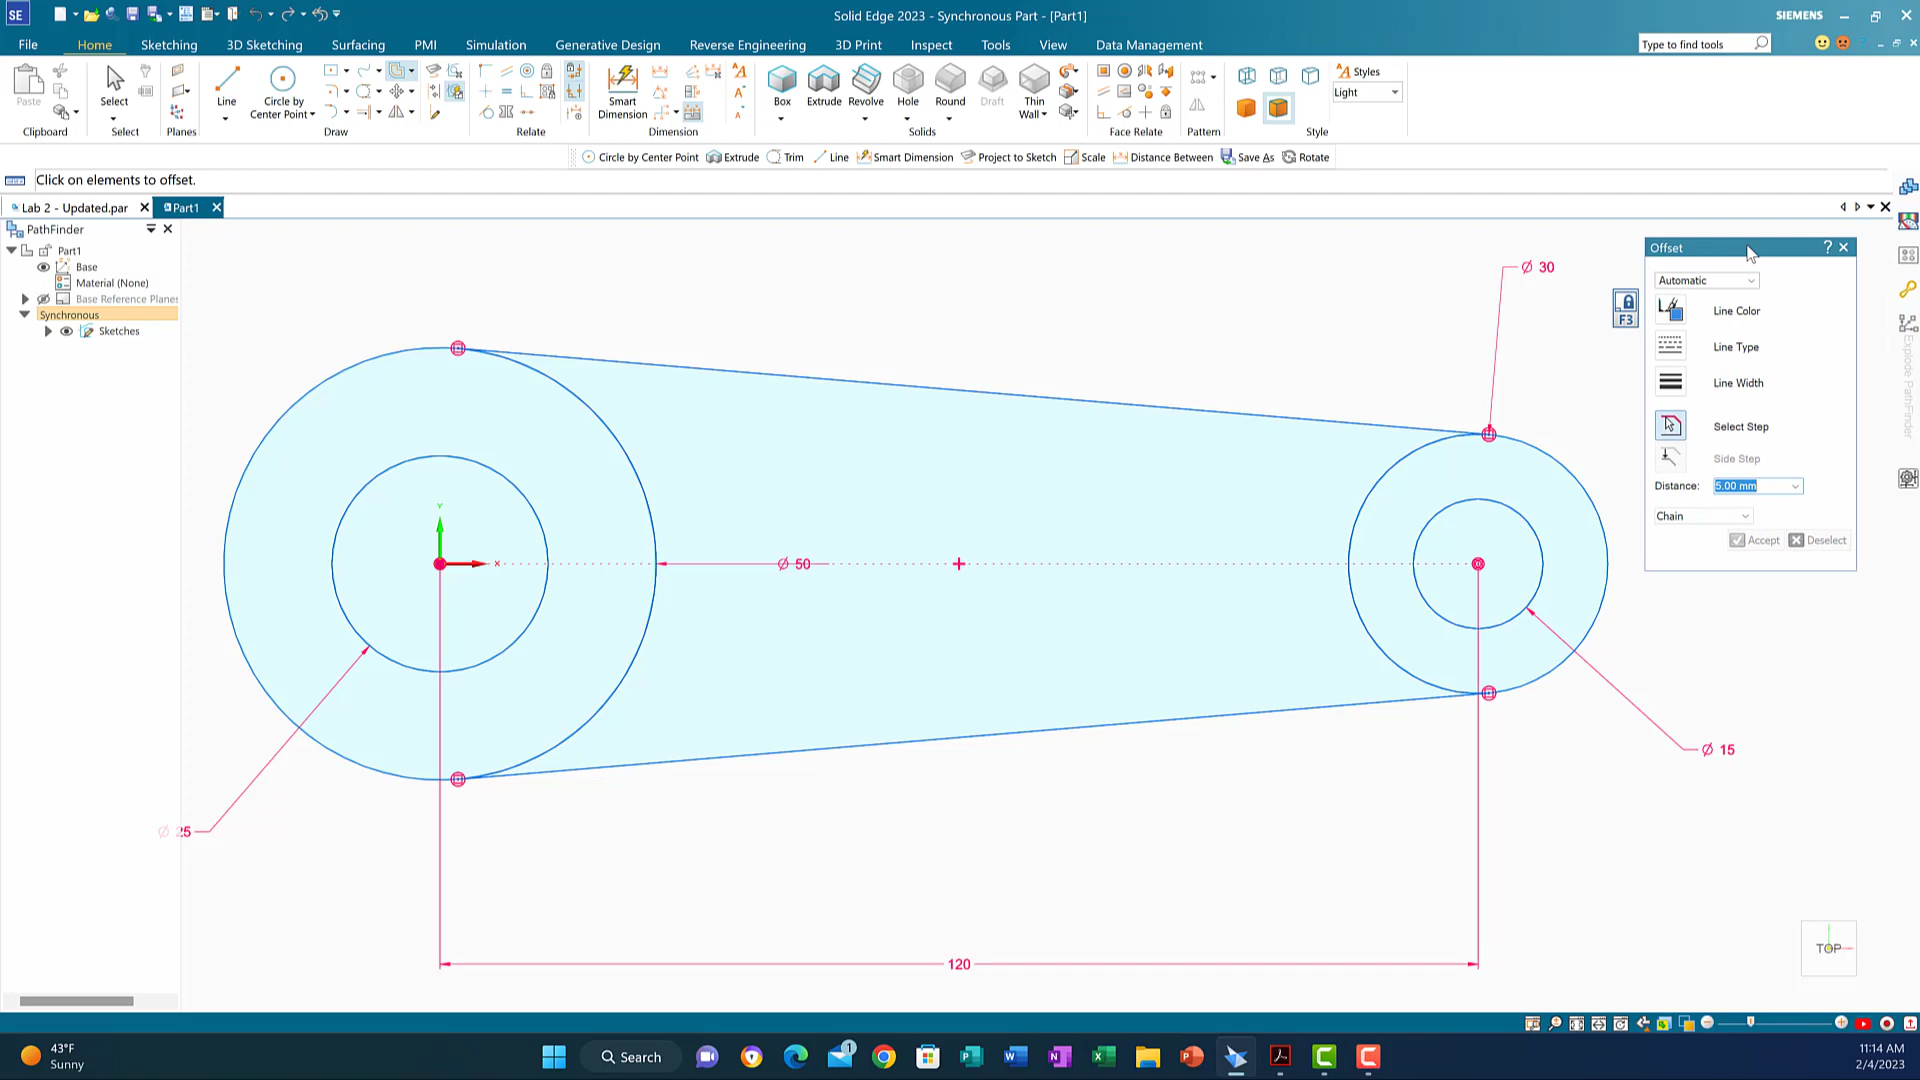 SE
Solid Edge 2023 - Synchronous Part - [Part1]
SIEMENS
File
Home
Sketching
3D Sketching
Surfacing
PMI
Simulation
Generative Design
Reverse Engineering
3D Print
Inspect
Tools
View
Data Management
Type to find tools
Paste
Select
Line
Circle by
Center Point
Smart
Dimension
Box
Extrude
Revolve
Hole
Round
Draft
Thin
Wall
Styles
Light
Clipboard
Select
Planes
Draw
Relate
Dimension
Solids
Face Relate
Pattern
Style
Circle by Center Point
Extrude
Trim
Line
Smart Dimension
Project to Sketch
Scale
Distance Between
Save As
Rotate
Click on elements to offset.
Lab 2 - Updated.par
Part1
PathFinder
Part1
Base
Material (None)
Base Reference Planes
Synchronous
Sketches
Offset
?
Automatic
Line Color
Line Type
Line Width
Select Step
Side Step
Distance:
5.00 mm
Chain
Accept
Deselect
F3
Explode PathFinder
Ø 30
Y
x
Ø 50
Ø 15
Ø 25
120
TOP
43°F
Sunny
Search
1
11:14 AM
2/4/2023